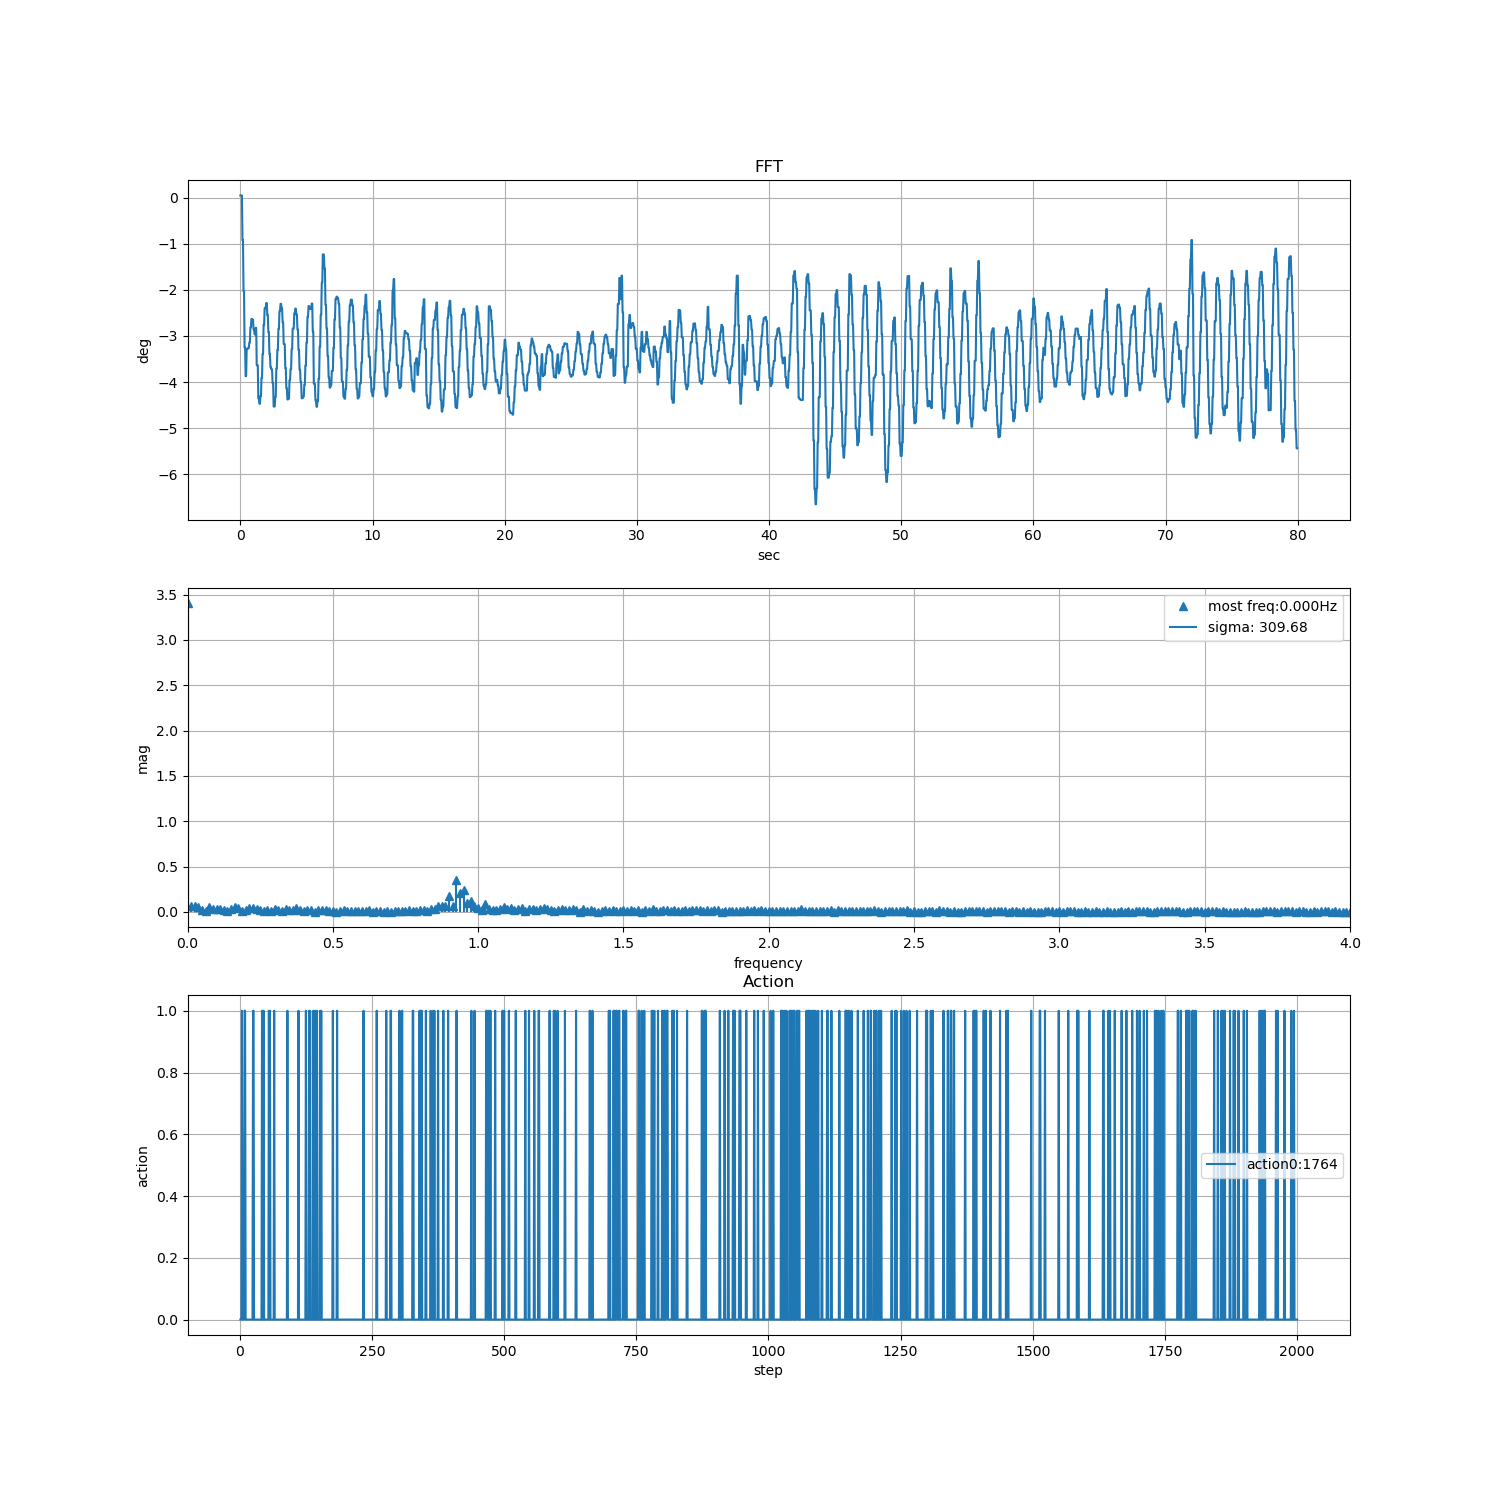 FFT
0
−1
−2
−3
−4
−5
−6
deg
0 10 20 30 40 50 60 70 80
sec
3.5
3.0
2.5
2.0
1.5
1.0
0.5
0.0
mag
most freq:0.000Hz
sigma: 309.68
0.0 0.5 1.0 1.5 2.0 2.5 3.0 3.5 4.0
frequency
Action
1.0
0.8
0.6
0.4
0.2
0.0
action
action0:1764
0 250 500 750 1000 1250 1500 1750 2000
step